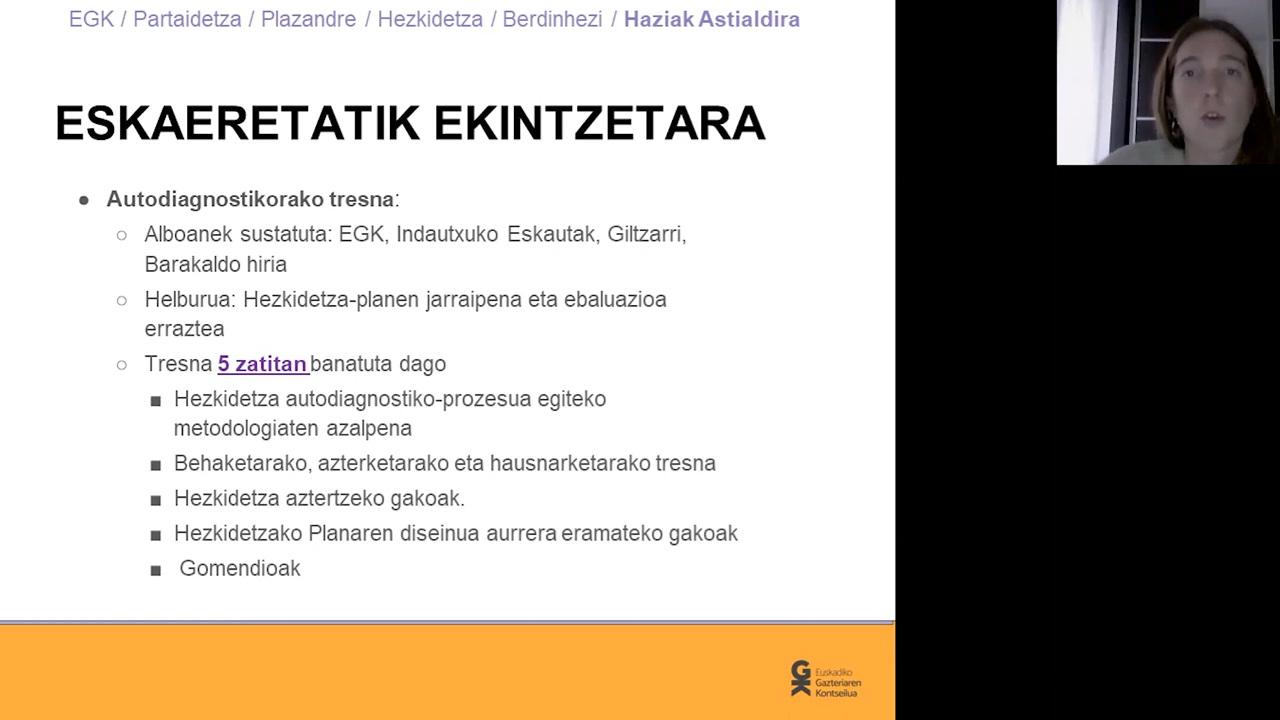 EGK / Partaidetza / Plazandre / Hezkidetza / Berdinhezi / Haziak Astialdira
ESKAERETATIK EKINTZETARA
● Autodiagnostikorako tresna:
○ Alboanek sustatuta: EGK, Indautxuko Eskautak, Giltzarri,
Barakaldo hiria
○ Helburua: Hezkidetza-planen jarraipena eta ebaluazioa
erraztea
○ Tresna 5 zatitan banatuta dago
■ Hezkidetza autodiagnostiko-prozesua egiteko
metodologiaten azalpena
■ Behaketarako, azterketarako eta hausnarketarako tresna
■ Hezkidetza aztertzeko gakoak.
■ Hezkidetzako Planaren diseinua aurrera eramateko gakoak
■ Gomendioak
GK
Euskadiko
Gazteriaren
Kontseilua